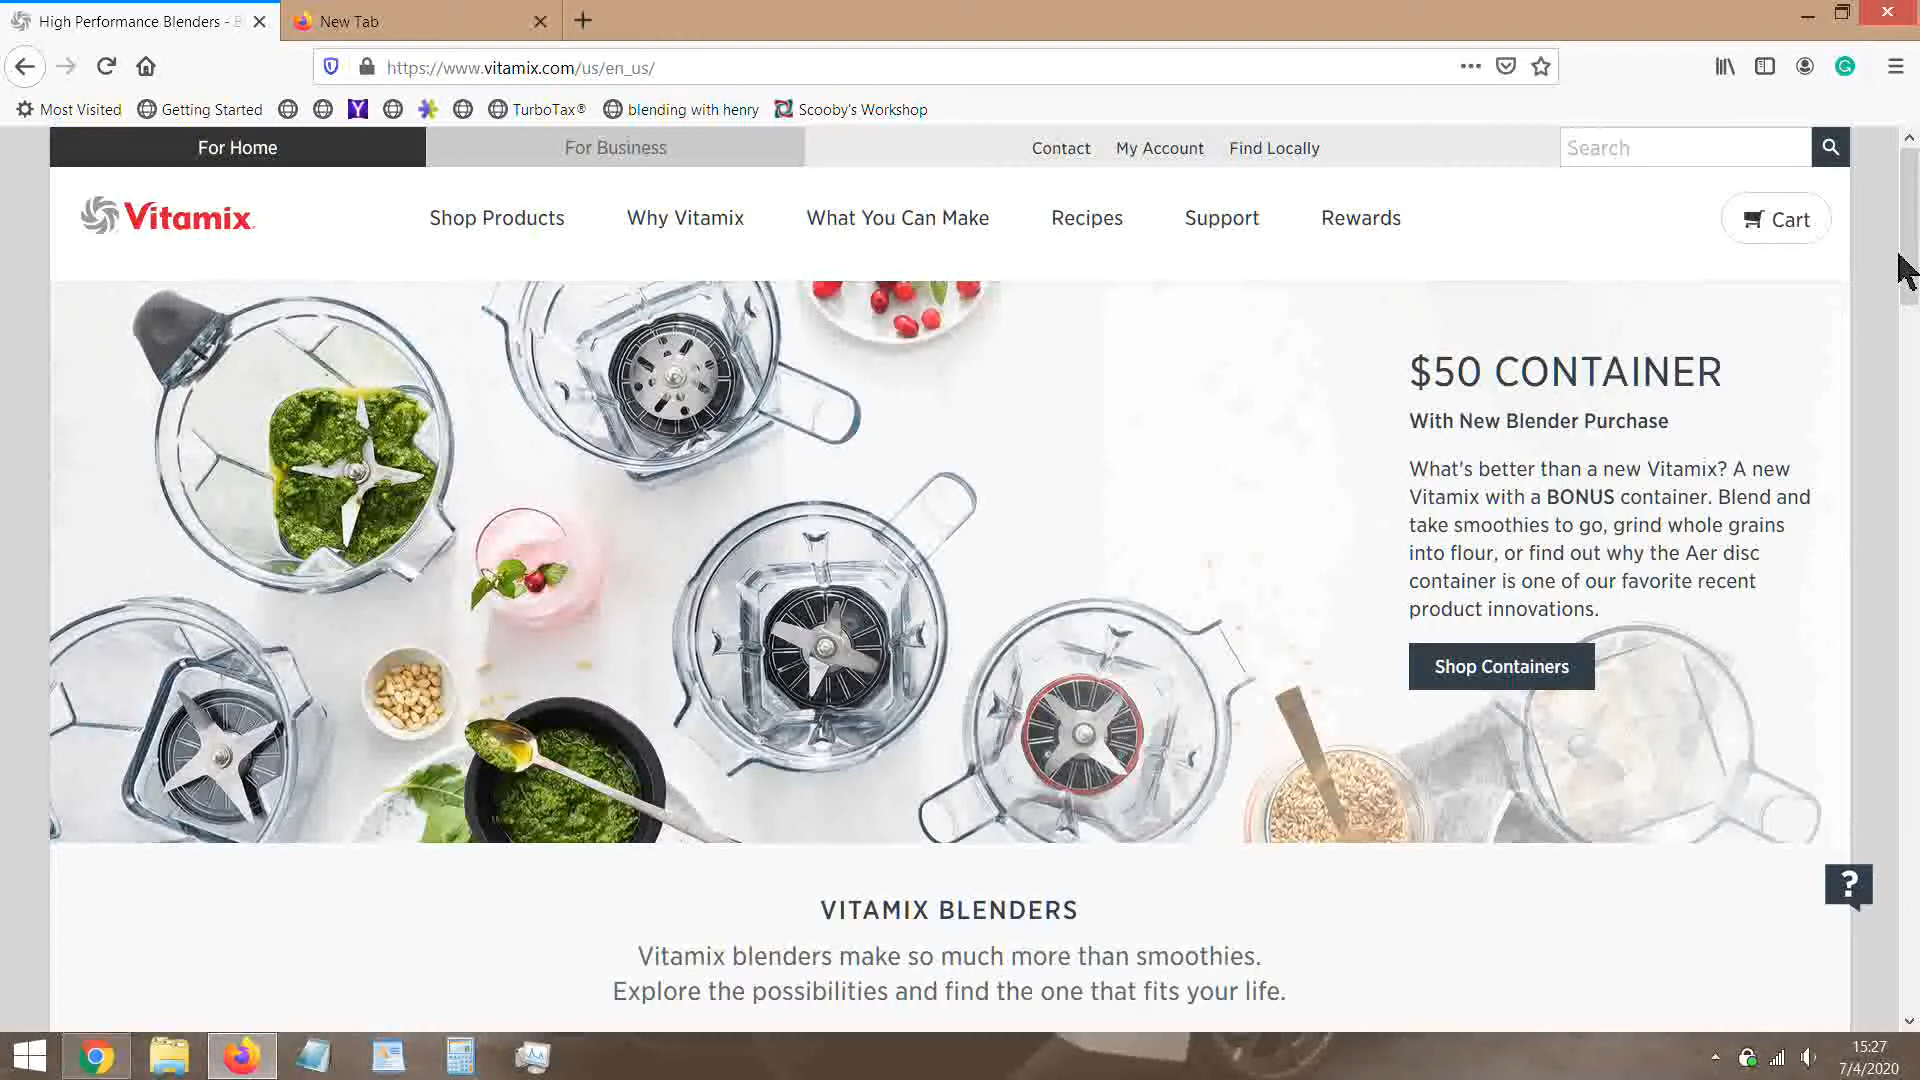 High Performance Blenders - B
New Tab
https://www.vitamix.com/us/en_us/
Most Visited
Getting Started
TurboTax®
blending with henry
Scooby's Workshop
For Home
For Business
Contact
My Account
Find Locally
Search
Vitamix
Shop Products
Why Vitamix
What You Can Make
Recipes
Support
Rewards
Cart
$50 CONTAINER
With New Blender Purchase
What's better than a new Vitamix? A new
Vitamix with a BONUS container. Blend and
take smoothies to go, grind whole grains
into flour, or find out why the Aer disc
container is one of our favorite recent
product innovations.
Shop Containers
?
VITAMIX BLENDERS
Vitamix blenders make so much more than smoothies.
Explore the possibilities and find the one that fits your life.
15:27
7/4/2020